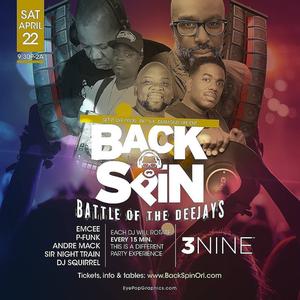 SAT
APRIL
22
9:30P-2A
BACK
SPIN
BATTLE OF THE DEEJAYS
EMCEE
P-FUNK
ANDRE MACK
SIR NIGHT TRAIN
DJ SQUIRREL
EACH DJ WILL ROTATE
EVERY 15 MIN.
THIS IS A DIFFERENT
PARTY EXPERIENCE
3NINE
Tickets, info & tables: www.BackSpinOrl.com
EyePopGraphics.com